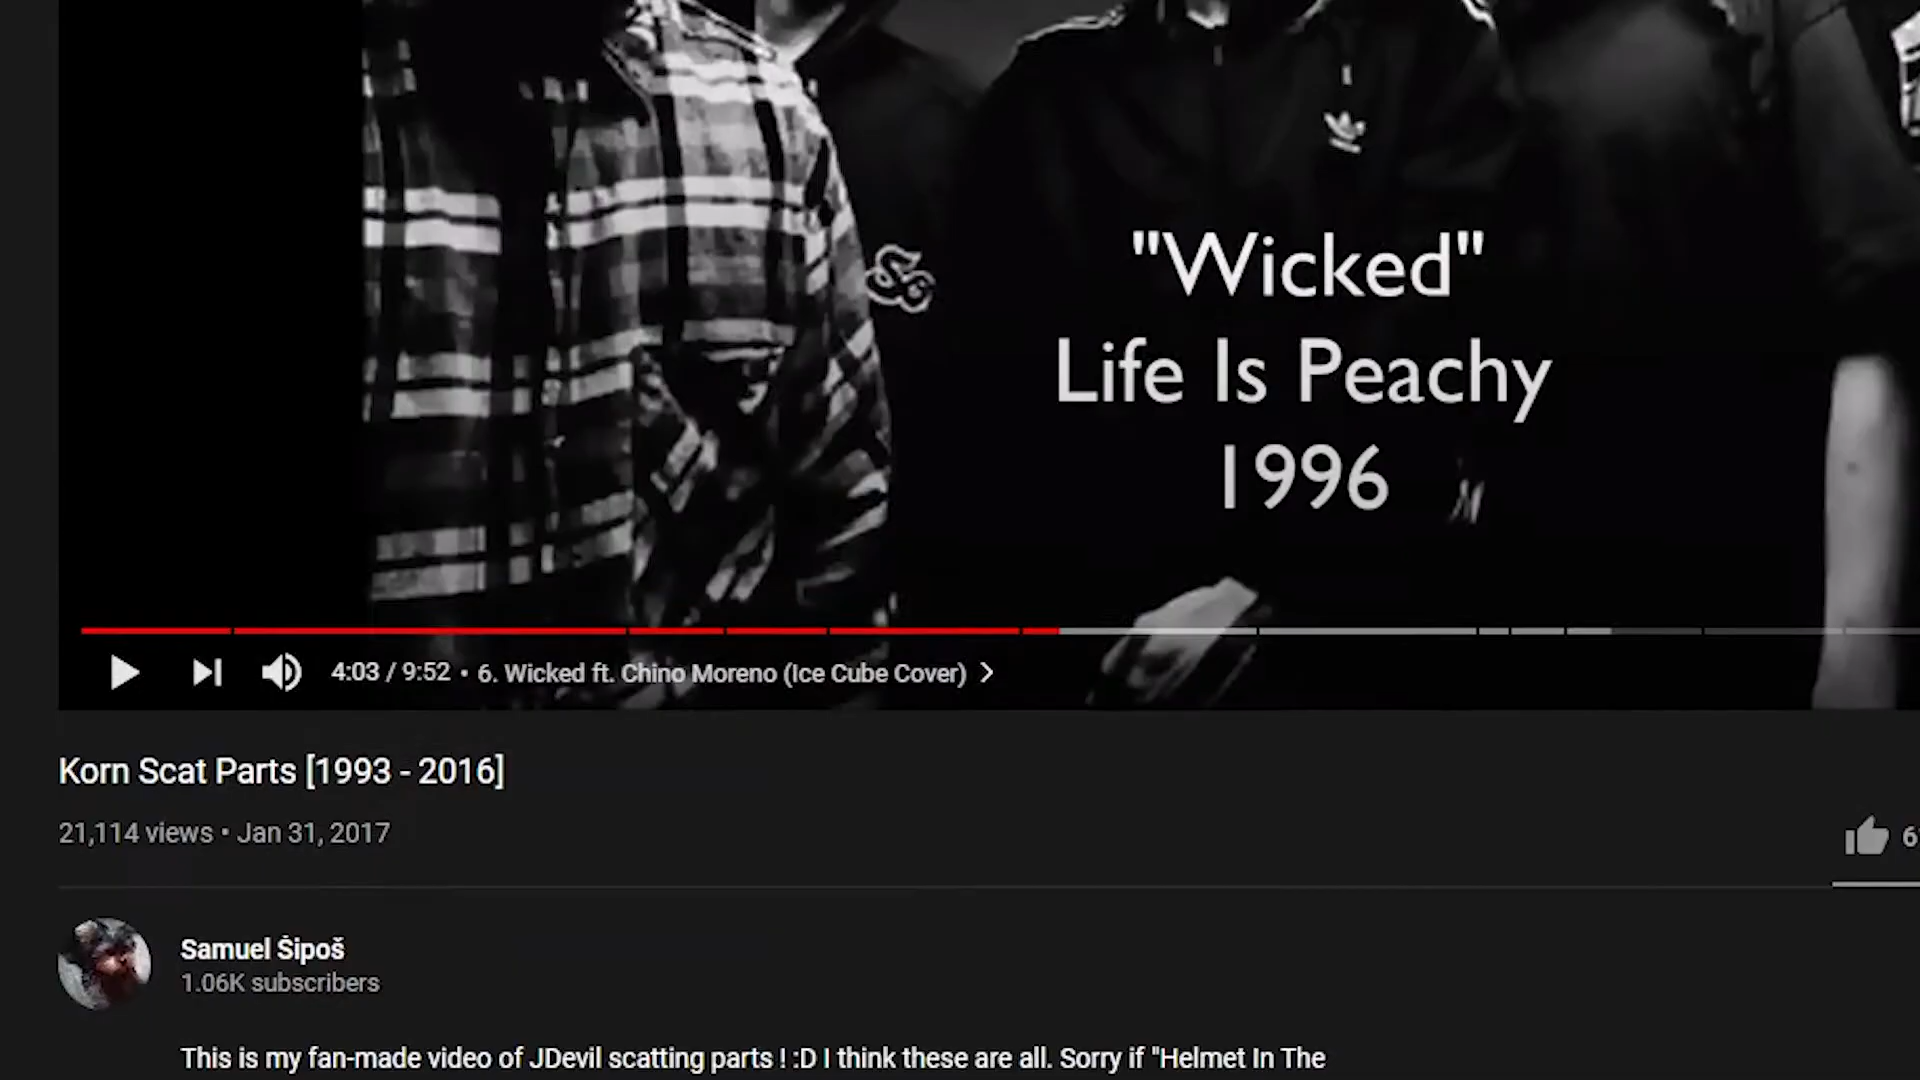 "Wicked"
Life Is Peachy
1996
4:03 / 9:52 • 6. Wicked ft. Chino Moreno (Ice Cube Cover)
Korn Scat Parts [1993 - 2016]
21,114 views • Jan 31, 2017
Samuel Šipoš
1.06K subscribers
This is my fan-made video of JDevil scatting parts ! :D I think these are all. Sorry if "Helmet In The